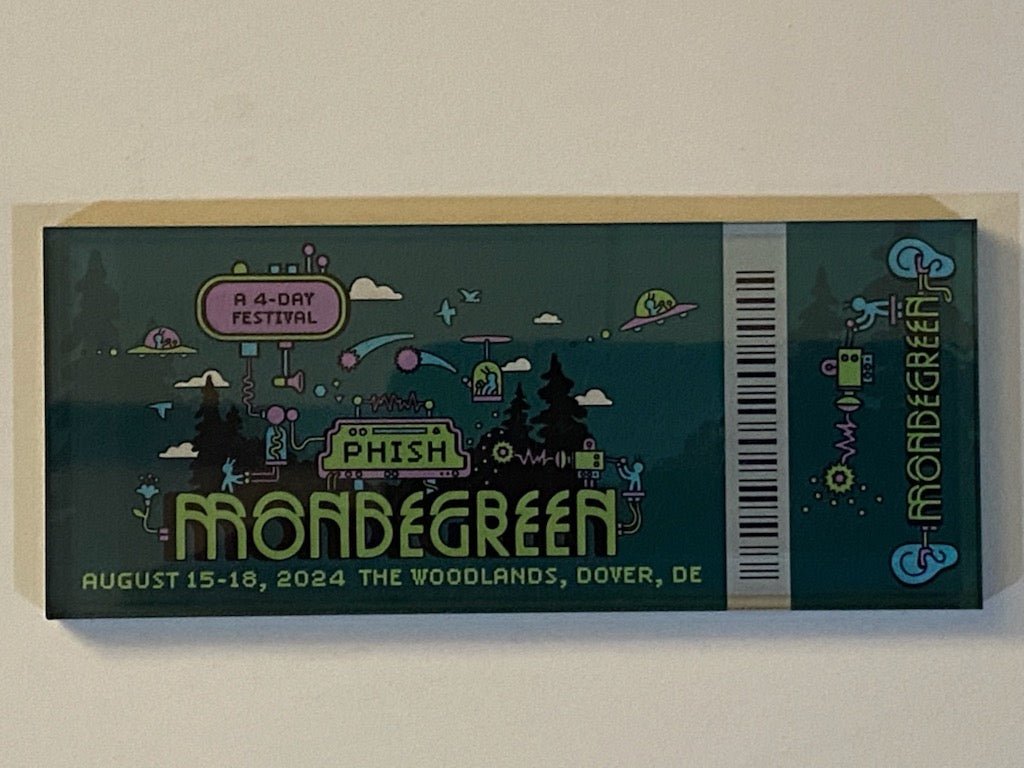 A 4-DAY
FESTIVAL
PHISH
MONDEGREEN
AUGUST 15-18, 2024 THE WOODLANDS, DOVER, DE
MONDEGREEN